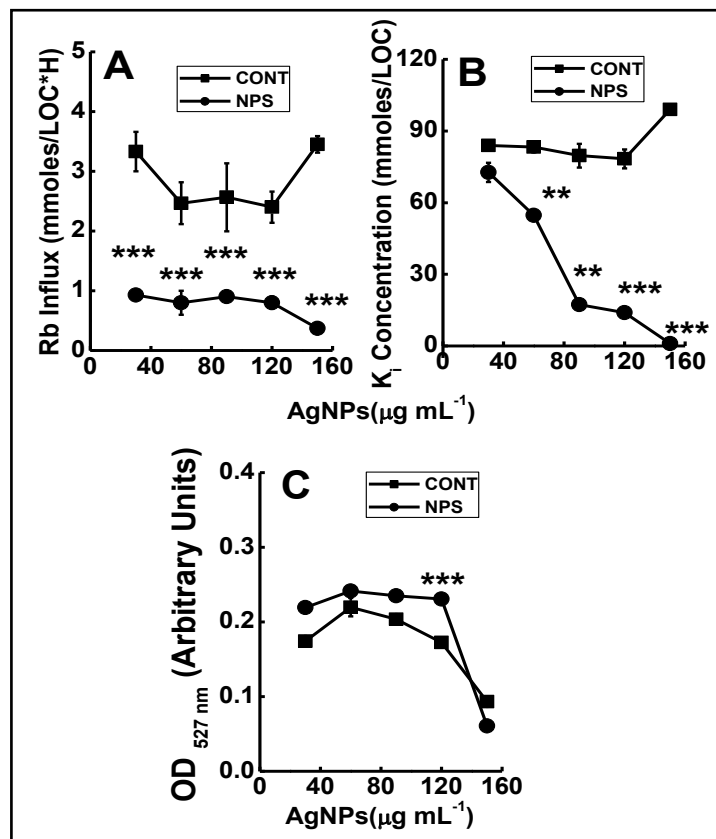 A
CONT
NPS
Rb Influx (mmoles/LOC*H)
5
4
3
2
1
0
*** *** *** *** ***
0 40 80 120 160
B
CONT
NPS
K_i Concentration (mmoles/LOC)
120
90
60
30
0
** ** *** ***
0 40 80 120 160
AgNPs(μg mL⁻¹)
C
CONT
NPS
OD 527 nm (Arbitrary Units)
0.4
0.3
0.2
0.1
0.0
***
0 40 80 120 160
AgNPs(μg mL⁻¹)